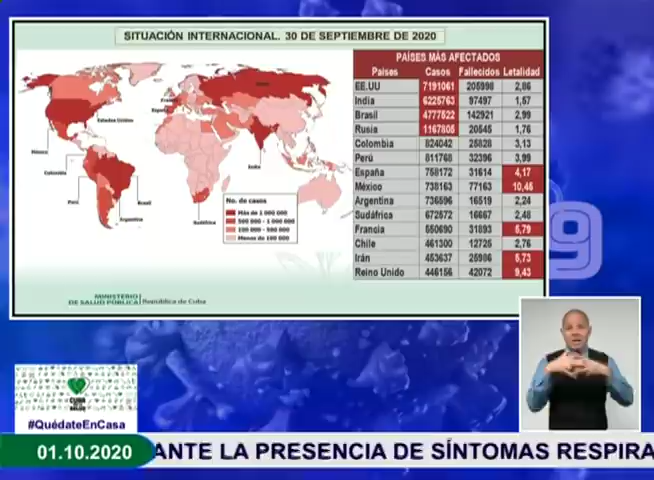 SITUACIÓN INTERNACIONAL. 30 DE SEPTIEMBRE DE 2020
PAÍSES MÁS AFECTADOS
Países Casos Fallecidos Letalidad
EE.UU 7191061 205998 2,86
India 6225763 97497 1,57
Brasil 4777522 142921 2,99
Rusia 1167805 20545 1,76
Colombia 824042 25828 3,13
Perú 811768 32396 3,99
España 758172 31614 4,17
México 738163 77163 10,45
Argentina 736596 16519 2,24
Sudáfrica 672572 16667 2,48
Francia 550690 31893 5,79
Chile 461300 12725 2,76
Irán 453637 25986 5,73
Reino Unido 446156 42072 9,43
Estados Unidos
México
Colombia
Perú
Brasil
Argentina
Sudáfrica
India
No. de casos
Más de 1 000 000
500 000 - 1 000 000
100 000 - 500 000
Menos de 100 000
MINISTERIO
DE SALUD PÚBLICA República de Cuba
9
CUBA
SALUD
#QuédateEnCasa
01.10.2020
ANTE LA PRESENCIA DE SÍNTOMAS RESPIRA